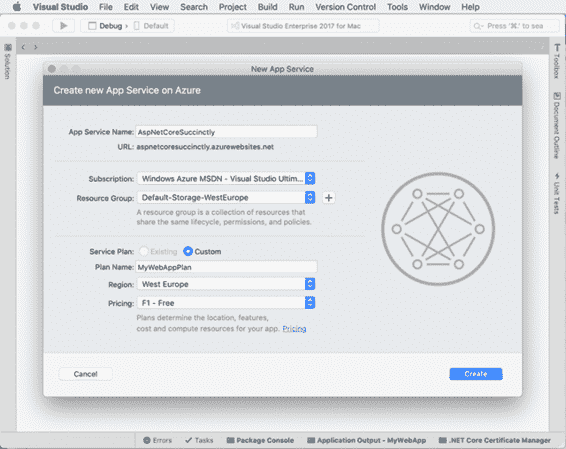 Visual Studio File Edit View Search Project Build Run Version Control Tools Window Help
Debug › Default
Visual Studio Enterprise 2017 for Mac
Press '⌘.' to sea
Solution
Toolbox
Document Outline
Unit Tests
New App Service
Create new App Service on Azure
App Service Name: AspNetCoreSuccinctly
URL: aspnetcoresuccinctly.azurewebsites.net
Subscription: Windows Azure MSDN - Visual Studio Ultim...
Resource Group: Default-Storage-WestEurope +
A resource group is a collection of resources that
share the same lifecycle, permissions, and policies.
Service Plan: Existing Custom
Plan Name: MyWebAppPlan
Region: West Europe
Pricing: F1 - Free
Plans determine the location, features,
cost and compute resources for your app. Pricing
Cancel Create
Errors Tasks Package Console Application Output - MyWebApp .NET Core Certificate Manager